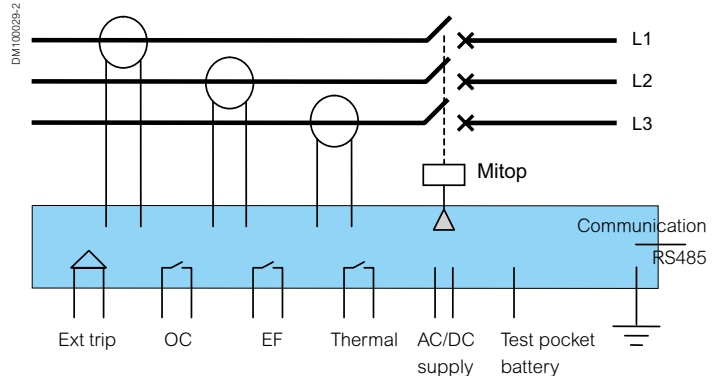 DM100029-2
L1
L2
L3
Mitop
Communication
RS485
Ext trip
OC
EF
Thermal
AC/DC
supply
Test pocket
battery